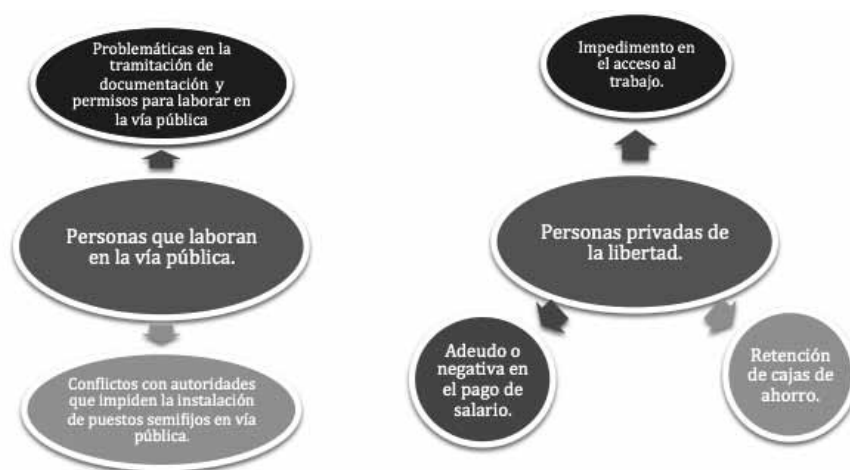 Problemáticas en la
tramitación de
documentación y
permisos para laborar en
la vía pública
Personas que laboran
en la vía pública.
Conflictos con autoridades
que impiden la instalación
de puestos semifijos en vía
pública.
Impedimento en
el acceso al
trabajo.
Personas privadas de
la libertad.
Adeudo o
negativa en
el pago de
salario.
Retención
de cajas de
ahorro.